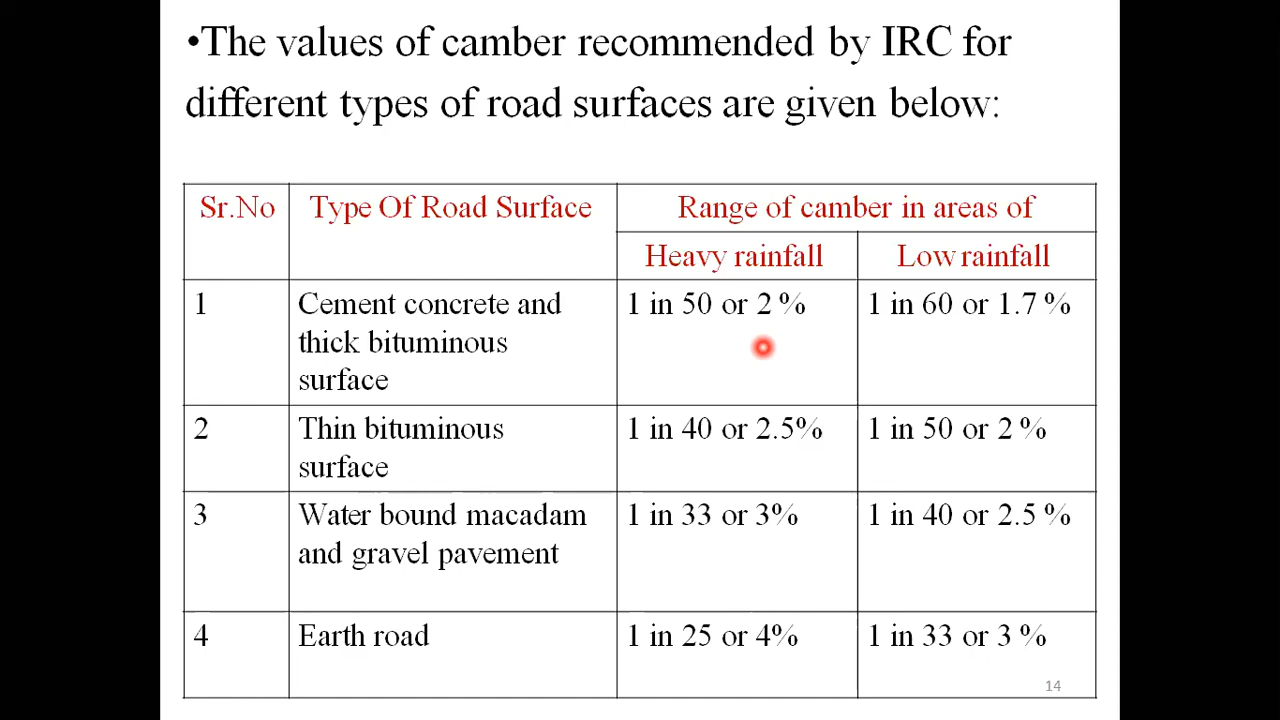 •The values of camber recommended by IRC for
different types of road surfaces are given below:
Sr.No Type Of Road Surface Range of camber in areas of
Heavy rainfall Low rainfall
1 Cement concrete and 1 in 50 or 2 % 1 in 60 or 1.7 %
thick bituminous
surface
2 Thin bituminous 1 in 40 or 2.5% 1 in 50 or 2 %
surface
3 Water bound macadam 1 in 33 or 3% 1 in 40 or 2.5 %
and gravel pavement
4 Earth road 1 in 25 or 4% 1 in 33 or 3 %
14